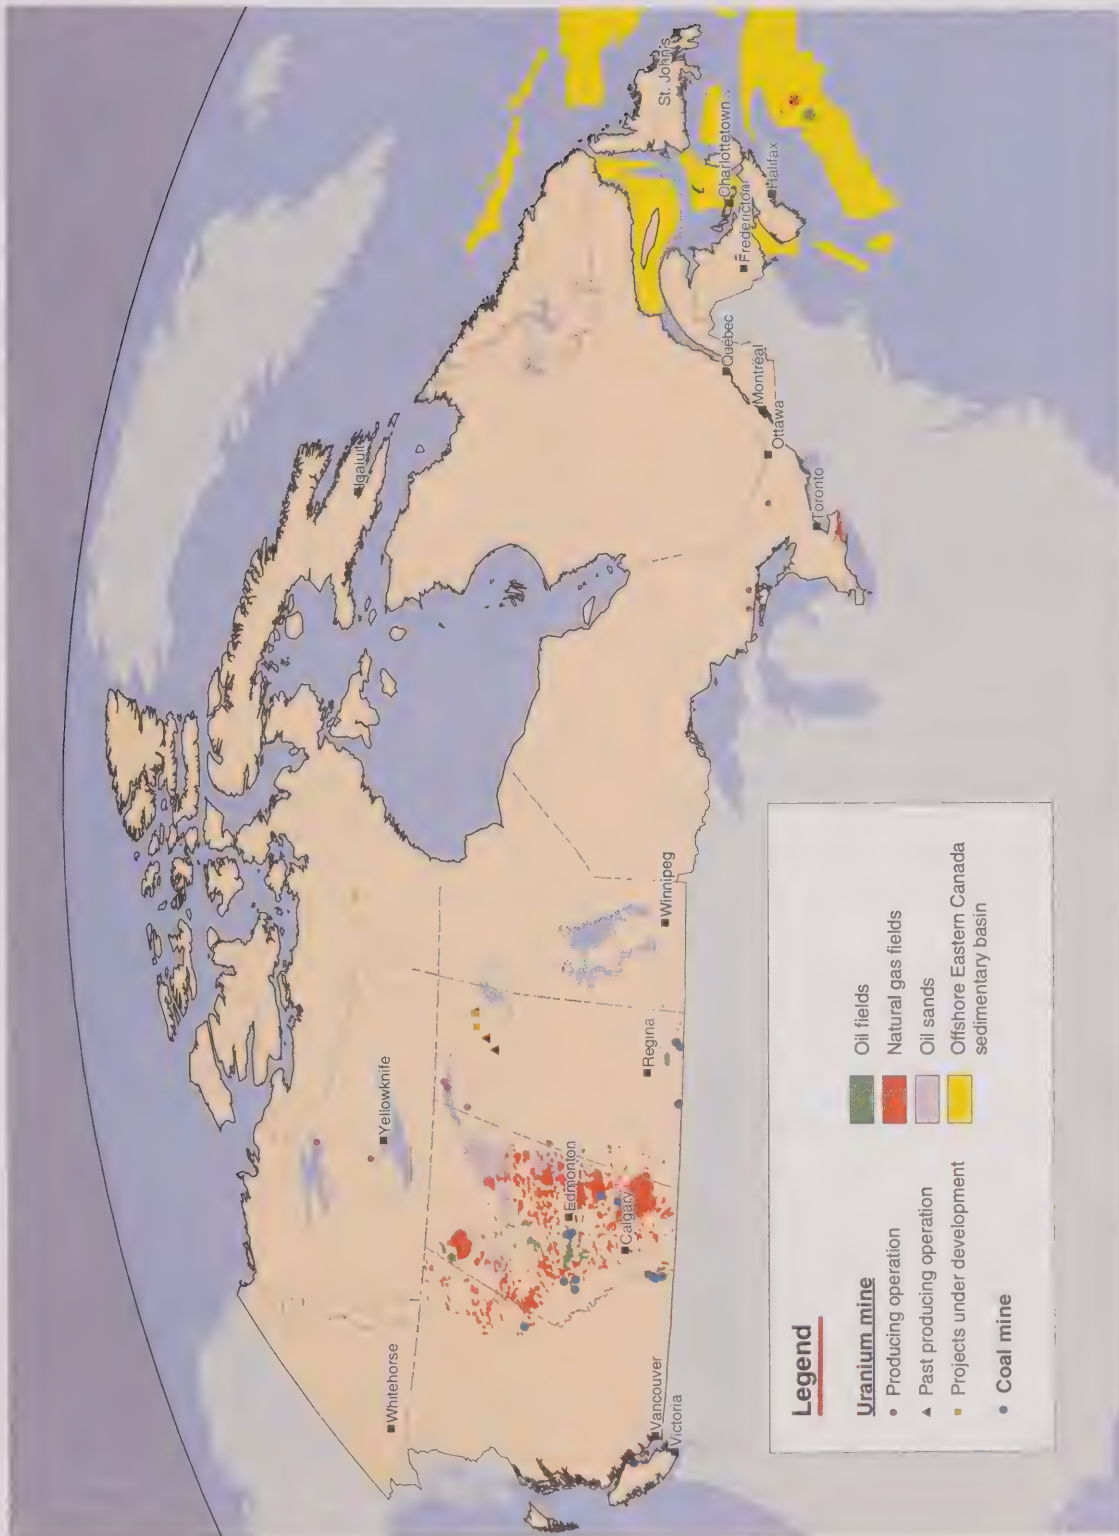 Whitehorse
Yellowknife
Iqaluit
Vancouver
Victoria
Edmonton
Calgary
Regina
Winnipeg
Toronto
Ottawa
Montréal
Québec
Fredericton
Charlottetown
Halifax
St. John's
Legend
Uranium mine
Producing operation
Past producing operation
Projects under development
Coal mine
Oil fields
Natural gas fields
Oil sands
Offshore Eastern Canada
sedimentary basin